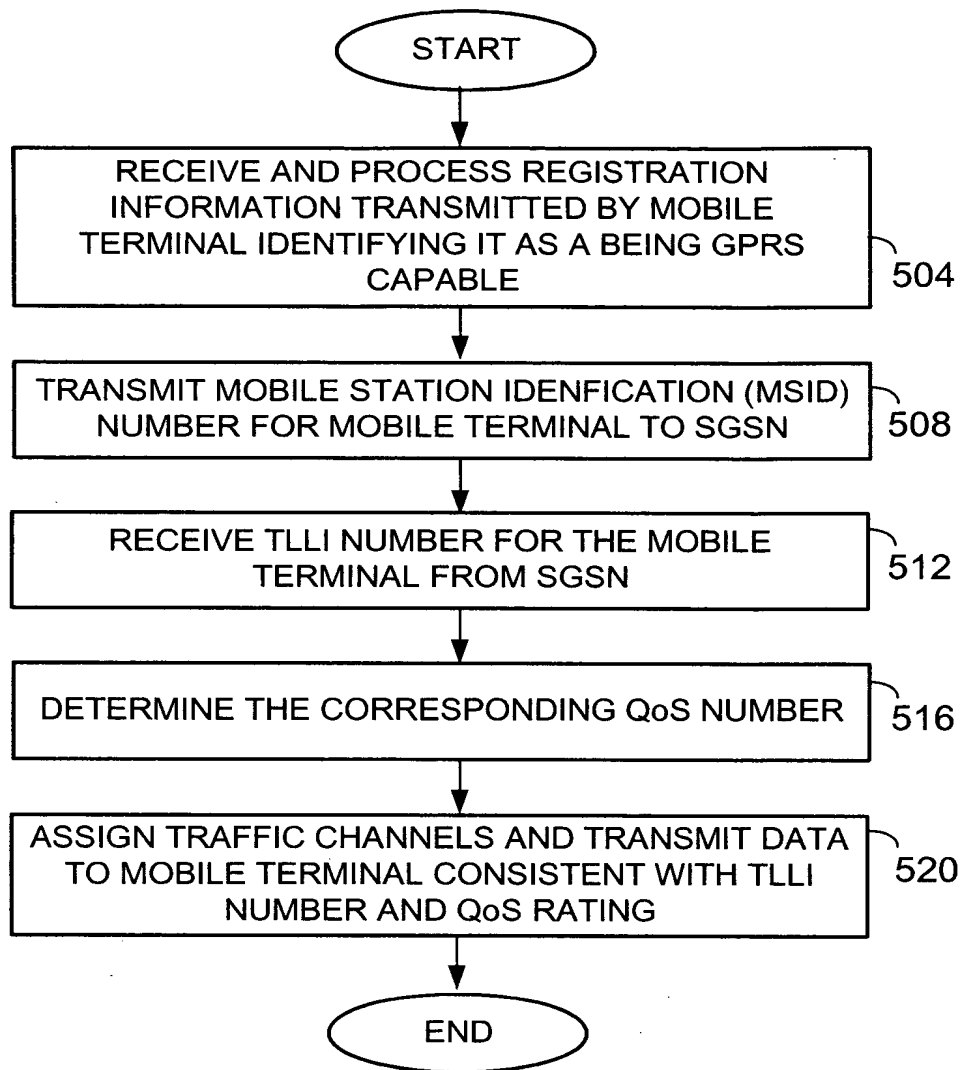 START
RECEIVE AND PROCESS REGISTRATION
INFORMATION TRANSMITTED BY MOBILE
TERMINAL IDENTIFYING IT AS A BEING GPRS
CAPABLE
504
TRANSMIT MOBILE STATION IDENFICATION (MSID)
NUMBER FOR MOBILE TERMINAL TO SGSN
508
RECEIVE TLLI NUMBER FOR THE MOBILE
TERMINAL FROM SGSN
512
DETERMINE THE CORRESPONDING QoS NUMBER
516
ASSIGN TRAFFIC CHANNELS AND TRANSMIT DATA
TO MOBILE TERMINAL CONSISTENT WITH TLLI
NUMBER AND QoS RATING
520
END